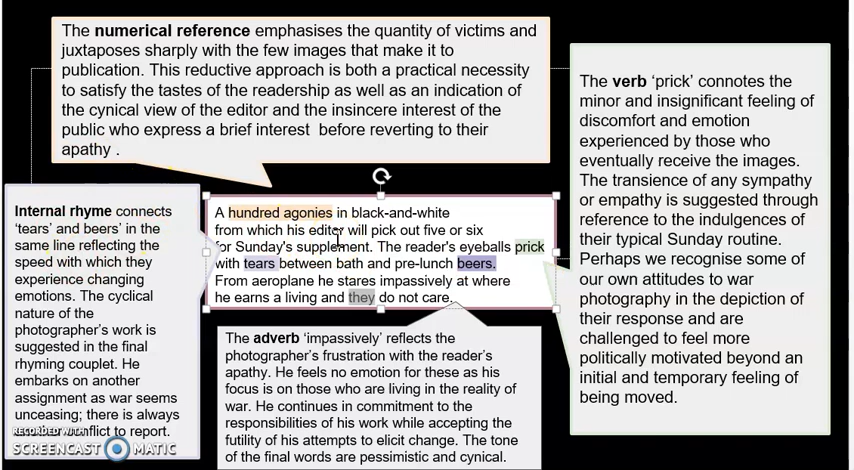 The numerical reference emphasises the quantity of victims and
juxtaposes sharply with the few images that make it to
publication. This reductive approach is both a practical necessity
to satisfy the tastes of the readership as well as an indication of
the cynical view of the editor and the insincere interest of the
public who express a brief interest before reverting to their
apathy .
The verb ‘prick’ connotes the
minor and insignificant feeling of
discomfort and emotion
experienced by those who
eventually receive the images.
The transience of any sympathy
or empathy is suggested through
reference to the indulgences of
their typical Sunday routine.
Perhaps we recognise some of
our own attitudes to war
photography in the depiction of
their response and are
challenged to feel more
politically motivated beyond an
initial and temporary feeling of
being moved.
Internal rhyme connects
‘tears’ and beers’ in the
same line reflecting the
speed with which they
experience changing
emotions. The cyclical
nature of the
photographer’s work is
suggested in the final
rhyming couplet. He
embarks on another
assignment as war seems
unceasing; there is always
conflict to report.
A hundred agonies in black-and-white
from which his editor will pick out five or six
for Sunday's supplement. The reader's eyeballs prick
with tears between bath and pre-lunch beers.
From aeroplane he stares impassively at where
he earns a living and they do not care.
The adverb ‘impassively’ reflects the
photographer’s frustration with the reader’s
apathy. He feels no emotion for these as his
focus is on those who are living in the reality of
war. He continues in commitment to the
responsibilities of his work while accepting the
futility of his attempts to elicit change. The tone
of the final words are pessimistic and cynical.
RECORDED WITH
SCREENCAST MATIC